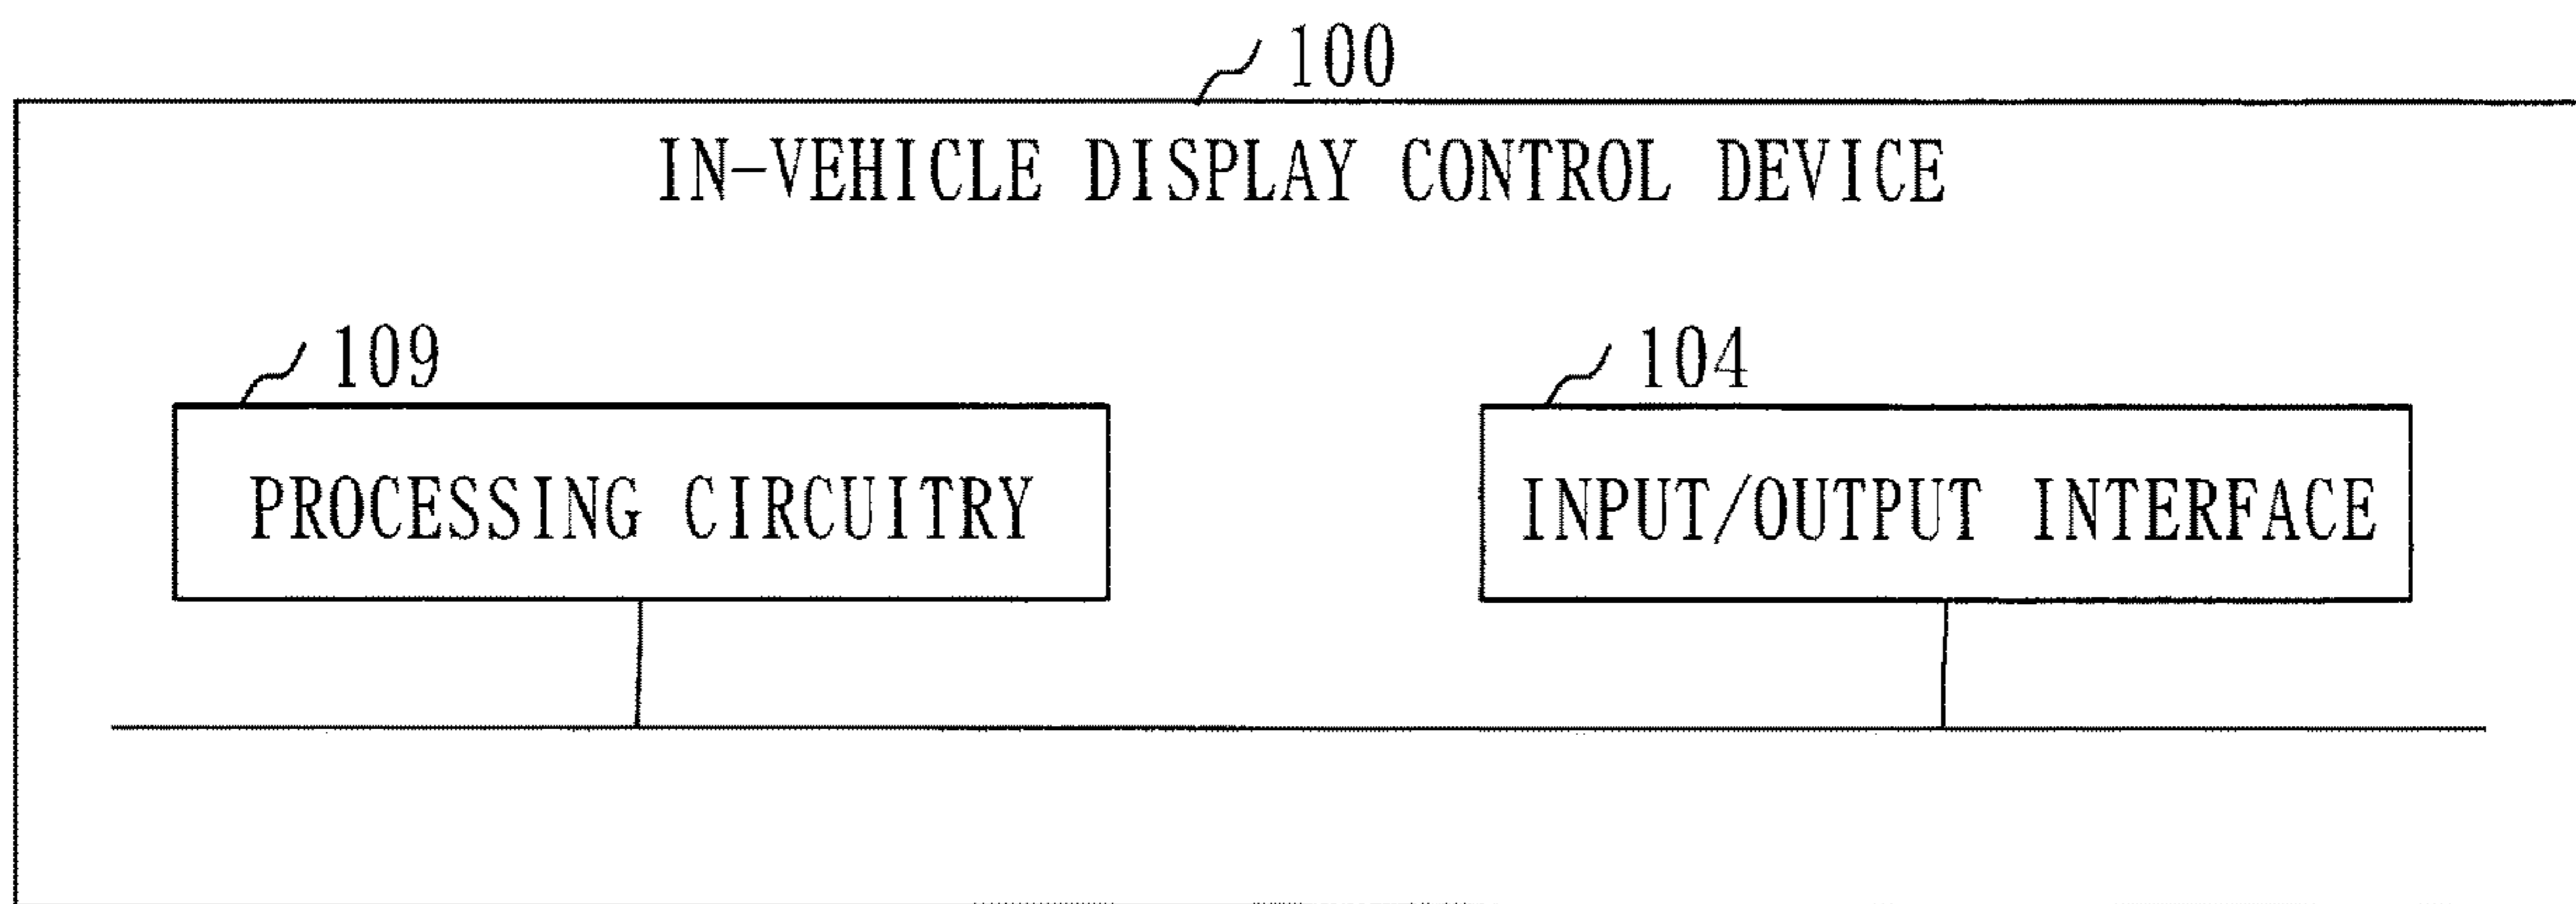 100
IN-VEHICLE DISPLAY CONTROL DEVICE
109
104
PROCESSING CIRCUITRY
INPUT/OUTPUT INTERFACE